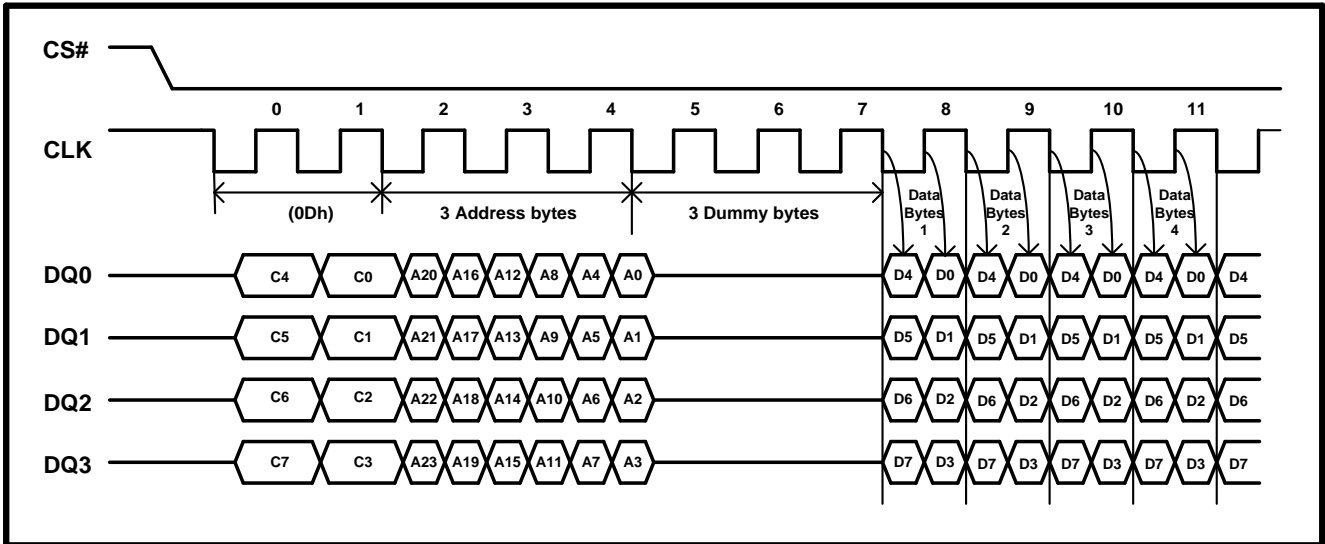 CS#
0 1 2 3 4 5 6 7 8 9 10 11
CLK
(0Dh) 3 Address bytes 3 Dummy bytes
Data Bytes 1
Data Bytes 2
Data Bytes 3
Data Bytes 4
DQ0 C4 C0 A20 A16 A12 A8 A4 A0 D4 D0 D4 D0 D4 D0 D4 D0 D4
DQ1 C5 C1 A21 A17 A13 A9 A5 A1 D5 D1 D5 D1 D5 D1 D5 D1 D5
DQ2 C6 C2 A22 A18 A14 A10 A6 A2 D6 D2 D6 D2 D6 D2 D6 D2 D6
DQ3 C7 C3 A23 A19 A15 A11 A7 A3 D7 D3 D7 D3 D7 D3 D7 D3 D7